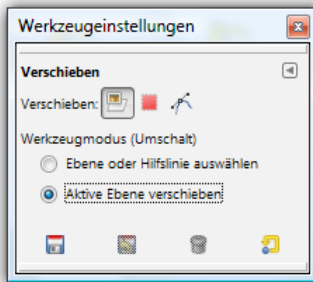 Werkzeugeinstellungen
Verschieben
Verschieben:
Werkzeugmodus (Umschalt)
Ebene oder Hilfslinie auswählen
Aktive Ebene verschieben